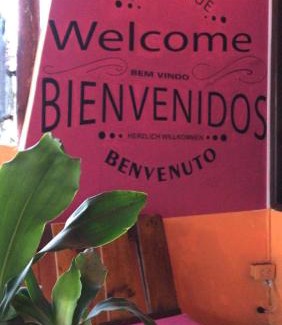 Welcome
BEM VINDO
BIENVENIDOS
HERZLICH WILLKOMMEN
BENVENUTO